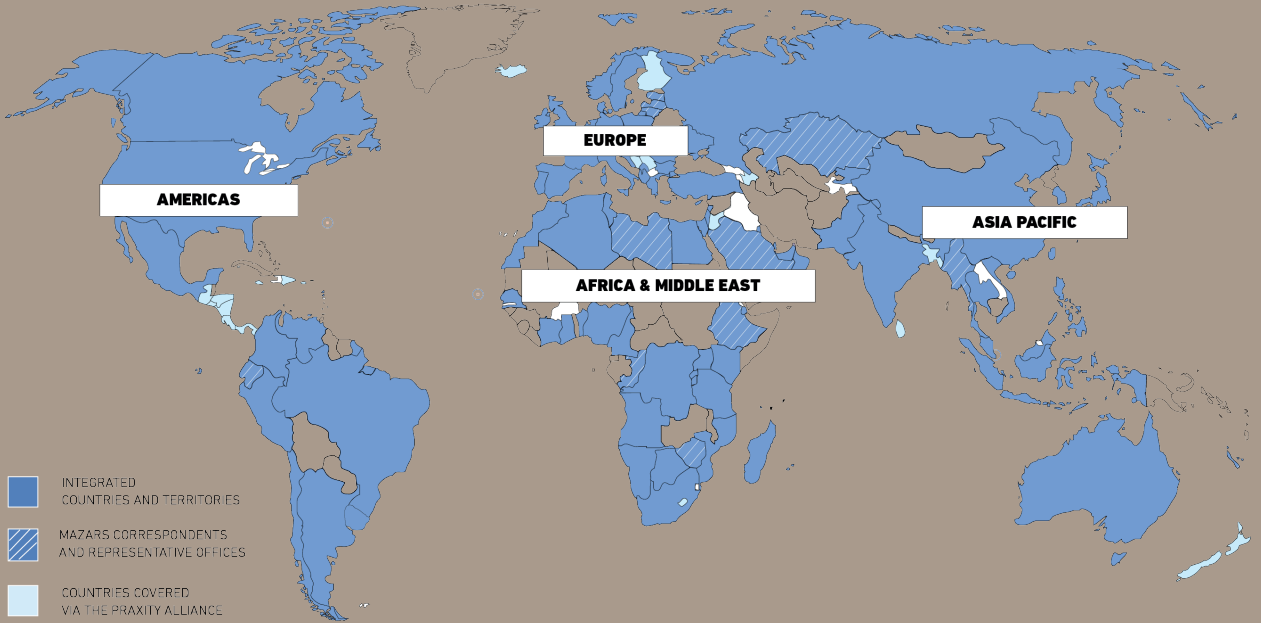 EUROPE
AMERICAS
ASIA PACIFIC
AFRICA & MIDDLE EAST
INTEGRATED
COUNTRIES AND TERRITORIES
MAZARS CORRESPONDENTS
AND REPRESENTATIVE OFFICES
COUNTRIES COVERED
VIA THE PRAXITY ALLIANCE